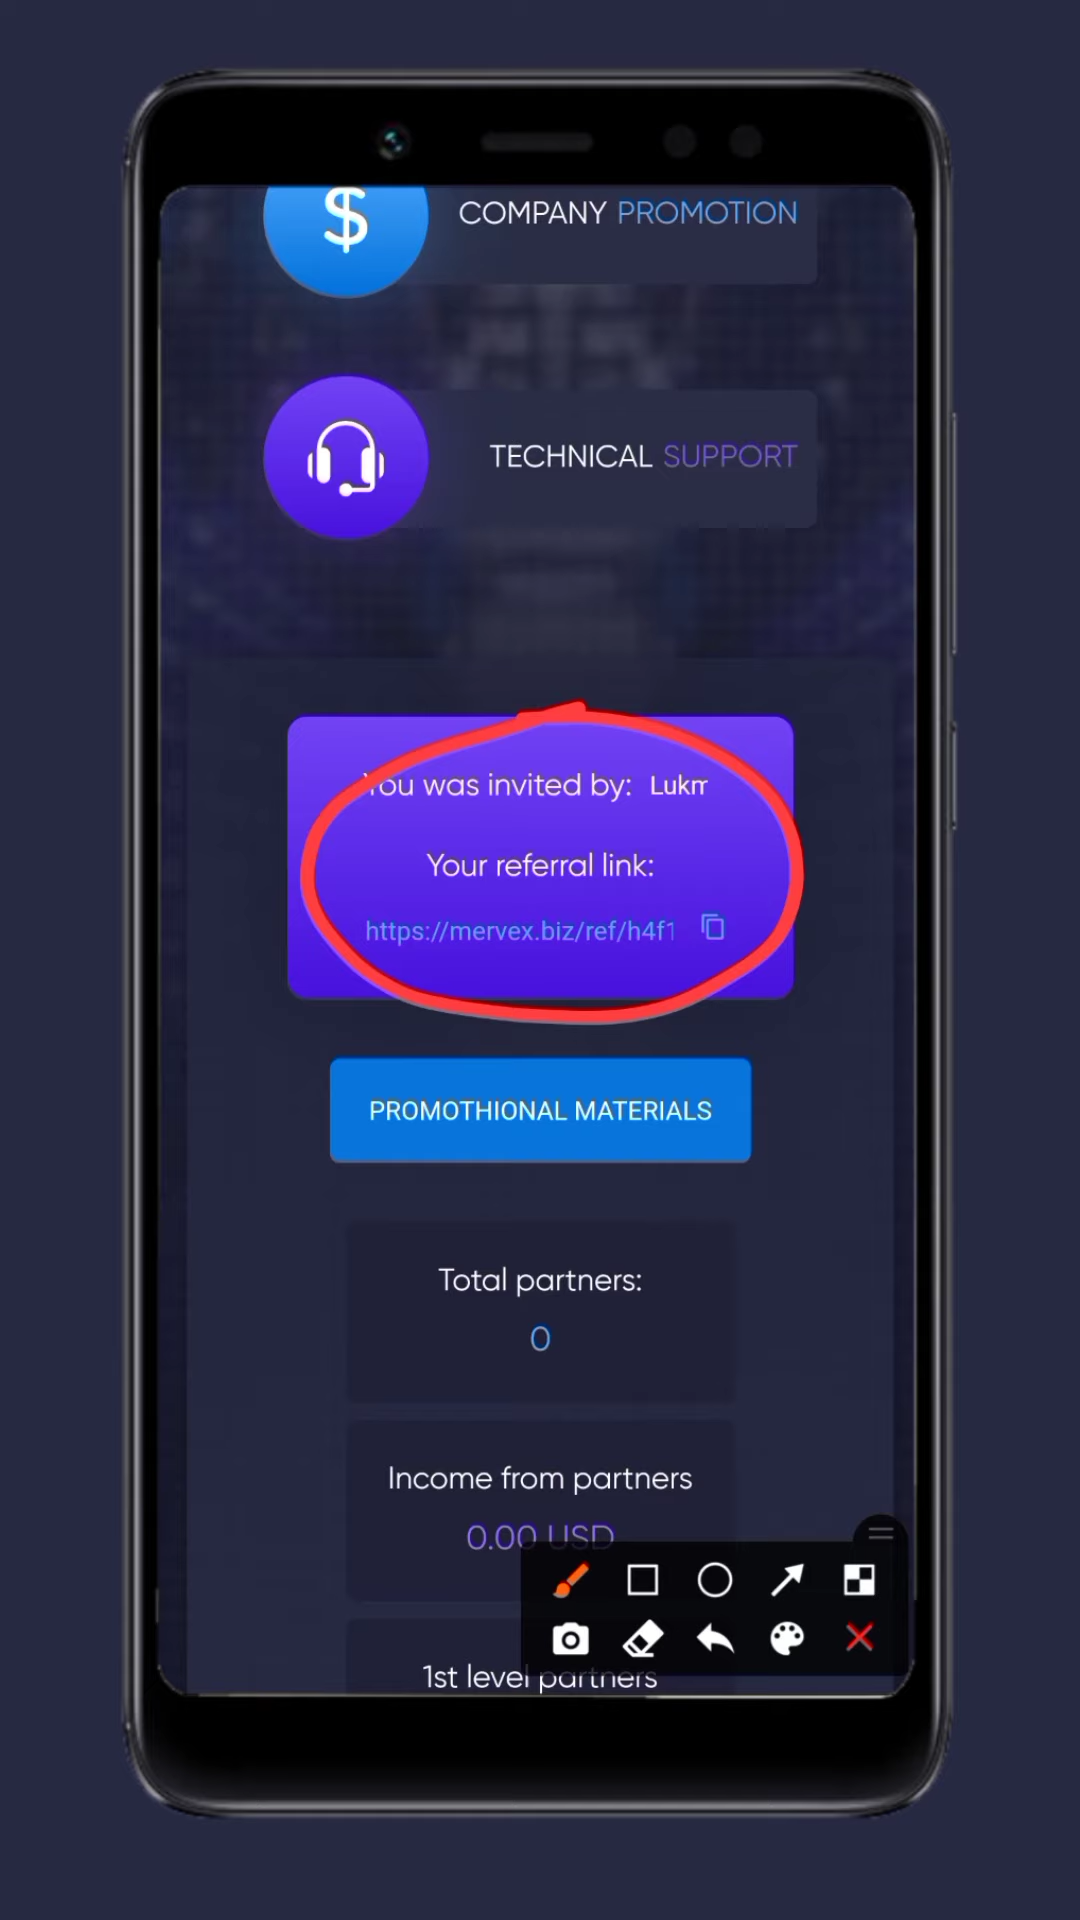 $
COMPANY PROMOTION
TECHNICAL SUPPORT
You was invited by: Lukm
Your referral link:
https://mervex.biz/ref/h4f1
PROMOTHIONAL MATERIALS
Total partners:
0
Income from partners
0.00 USD
1st level partners